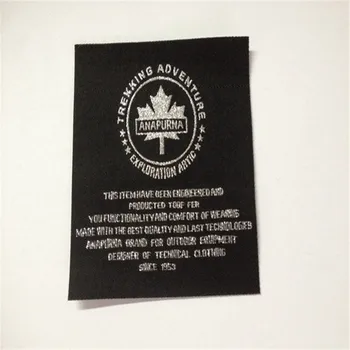 TREKKING ADVENTURE
ANAPURNA
EXPLORATION ARTIC
THIS ITEM HAVE BEEN ENGINEERED AND
PRODUCTED TOOF FER
YOU FUNCTIONALITY AND COMFORT OF WEARING
MADE WITH THE BEST QUALITY AND LAST TECHNOLOGIES
ANAPURNA BRAND FOR OUTDOOR EQUIPMENT
DESIGNER OF TECHNICAL CLOTHING
SINCE 1953